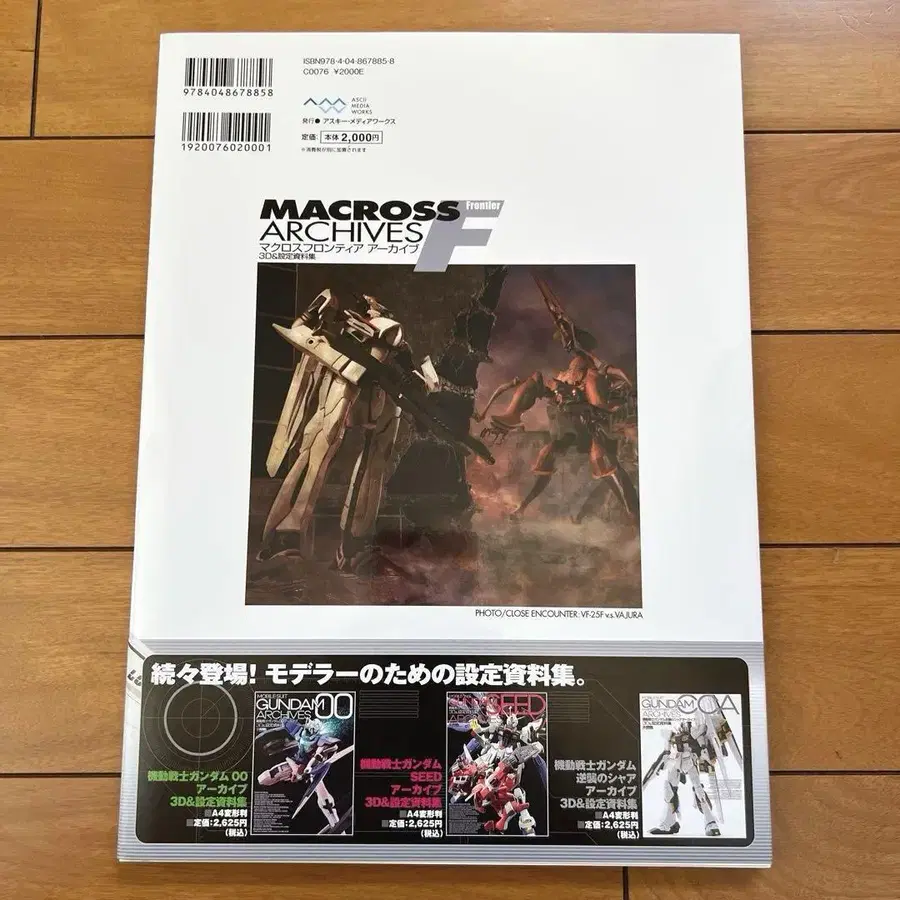 ISBN978-4-04-867885-8
C0076 ¥2000E
9784048678858
ASCII
MEDIA
WORKS
発行● アスキー・メディアワークス
定価: 本体 2,000円
※消費税が別に加算されます
1920076020001
MACROSS
Frontier
ARCHIVES F
マクロスフロンティア アーカイブ
3D&設定資料集
PHOTO/CLOSE ENCOUNTER: VF-25F v.s. VAJURA
続々登場! モデラーのための設定資料集。
MOBILE SUIT
GUNDAM 00
ARCHIVES
機動戦士ガンダム 00
アーカイブ
3D&設定資料集
■A4変形判
■定価:2,625円
(税込)
SEED
機動戦士ガンダム
SEED
アーカイブ
3D&設定資料集
■A4変形判
■定価:2,625円
(税込)
GUNDAM CCA
ARCHIVES
機動戦士ガンダム
逆襲のシャア
アーカイブ
3D&設定資料集
■A4変形判
■定価:2,625円
(税込)